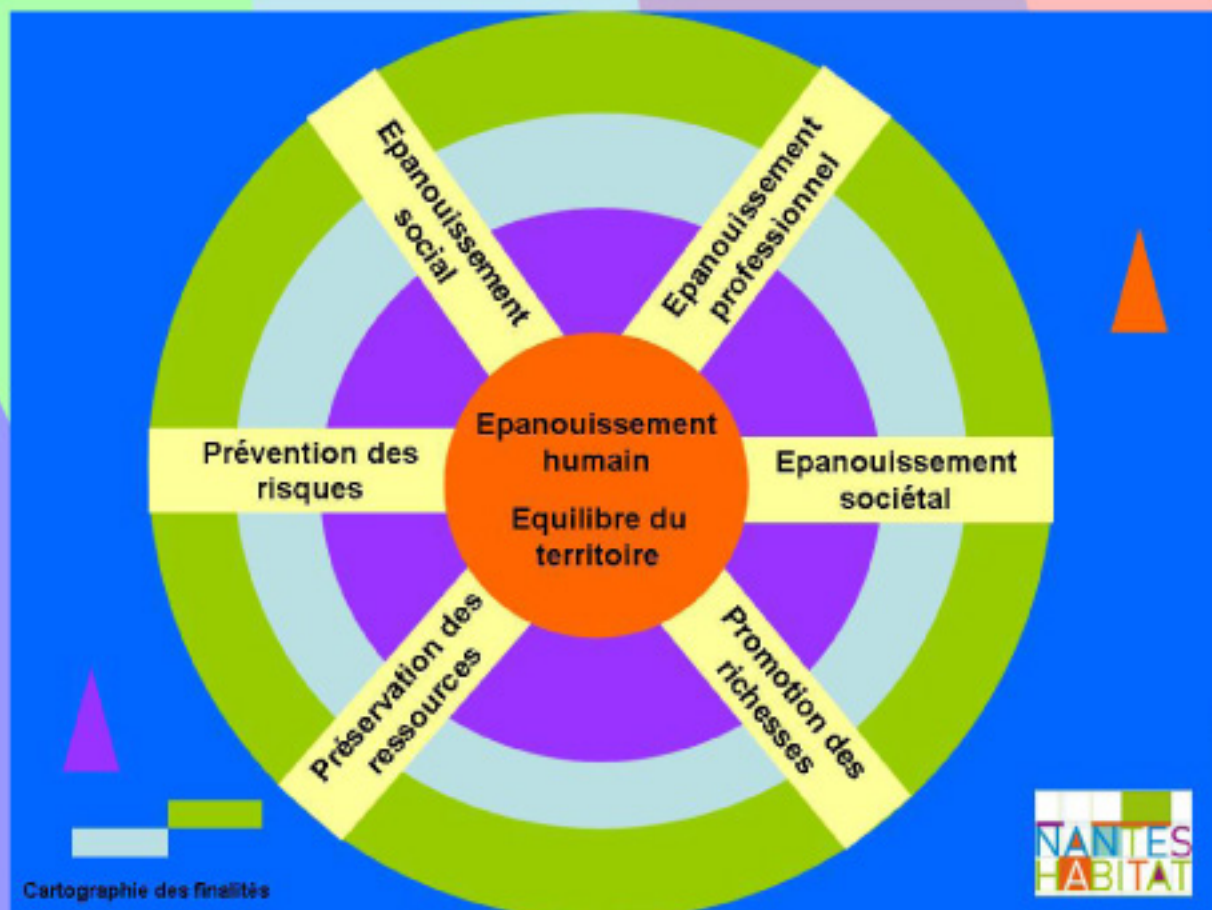 Epanouissement
social
Epanouissement
professionnel
Prévention des
risques
Epanouissement
humain
Equilibre du
territoire
Epanouissement
sociétal
Préservation des
ressources
Promotion des
richesses
Cartographie des finalités
NANTES
HABITAT